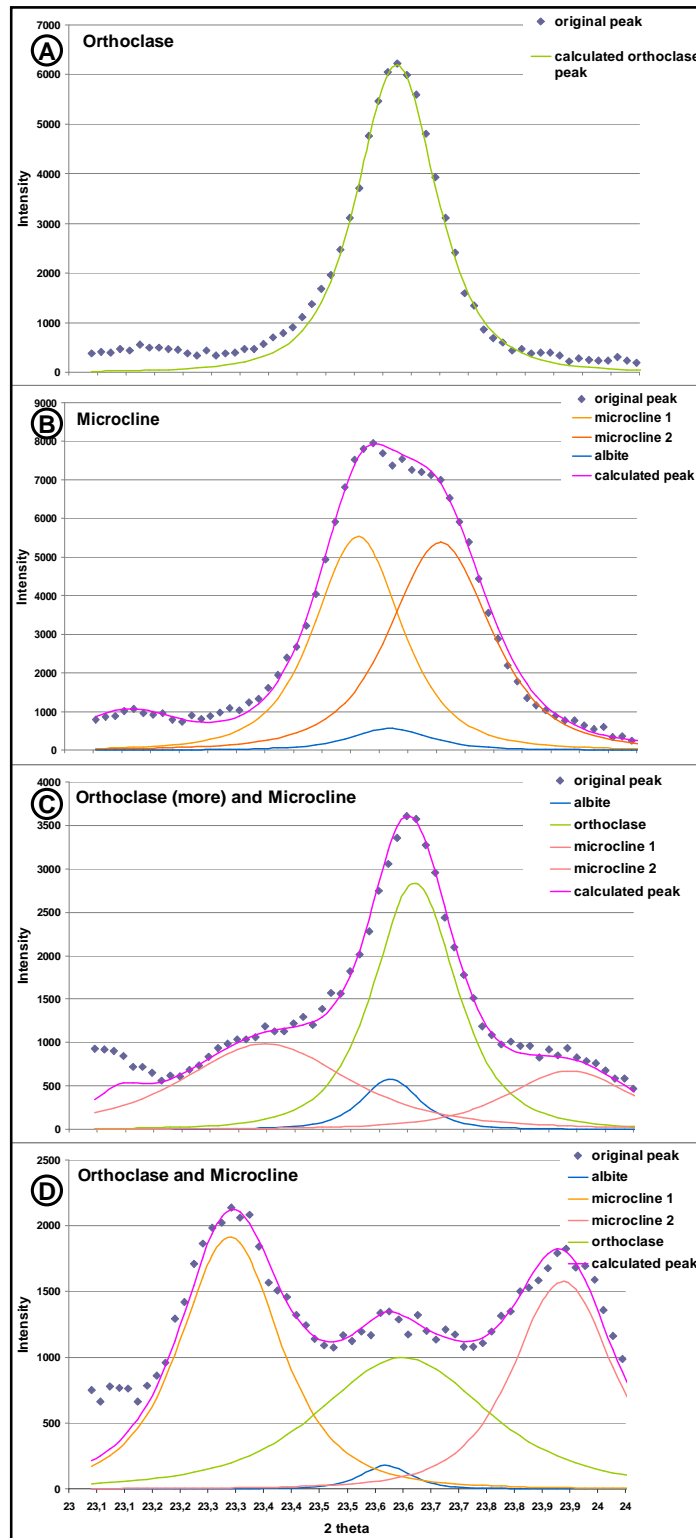 A
Orthoclase
original peak
calculated orthoclase
peak
7000
6000
5000
4000
3000
2000
1000
0
Intensity
B
Microcline
original peak
microcline 1
microcline 2
albite
calculated peak
9000
8000
7000
6000
5000
4000
3000
2000
1000
0
Intensity
C
Orthoclase (more) and Microcline
original peak
albite
orthoclase
microcline 1
microcline 2
calculated peak
4000
3500
3000
2500
2000
1500
1000
500
0
Intensity
D
Orthoclase and Microcline
original peak
albite
microcline 1
microcline 2
orthoclase
calculated peak
2500
2000
1500
1000
500
0
Intensity
23 23,1 23,1 23,2 23,2 23,3 23,3 23,4 23,4 23,5 23,5 23,6 23,6 23,7 23,7 23,8 23,8 23,9 23,9 24 24
2 theta